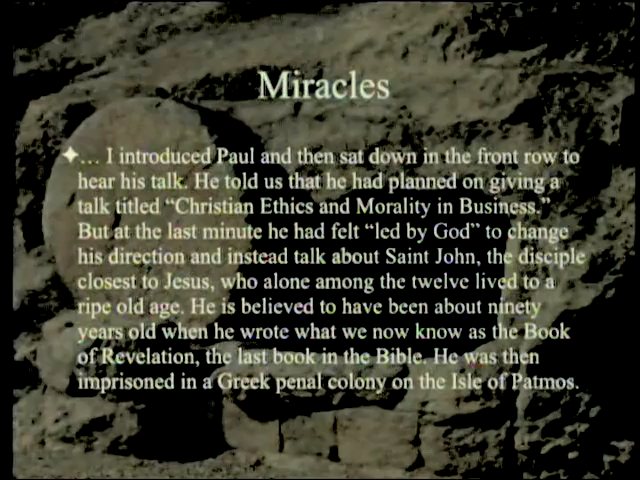 Miracles
✦… I introduced Paul and then sat down in the front row to
hear his talk. He told us that he had planned on giving a
talk titled “Christian Ethics and Morality in Business.”
But at the last minute he had felt “led by God” to change
his direction and instead talk about Saint John, the disciple
closest to Jesus, who alone among the twelve lived to a
ripe old age. He is believed to have been about ninety
years old when he wrote what we now know as the Book
of Revelation, the last book in the Bible. He was then
imprisoned in a Greek penal colony on the Isle of Patmos.